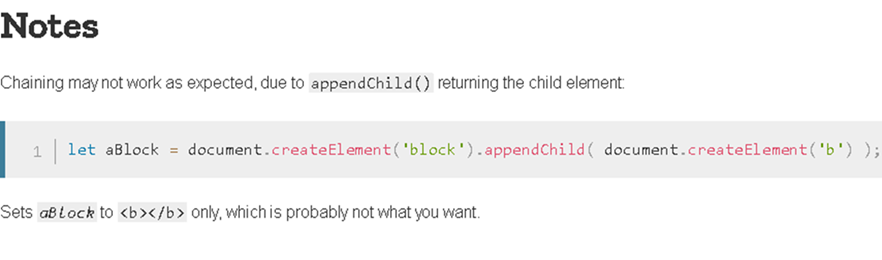 Notes
Chaining may not work as expected, due to appendChild() returning the child element:
1 let aBlock = document.createElement('block').appendChild( document.createElement('b') );
Sets aBlock to <b></b> only, which is probably not what you want.